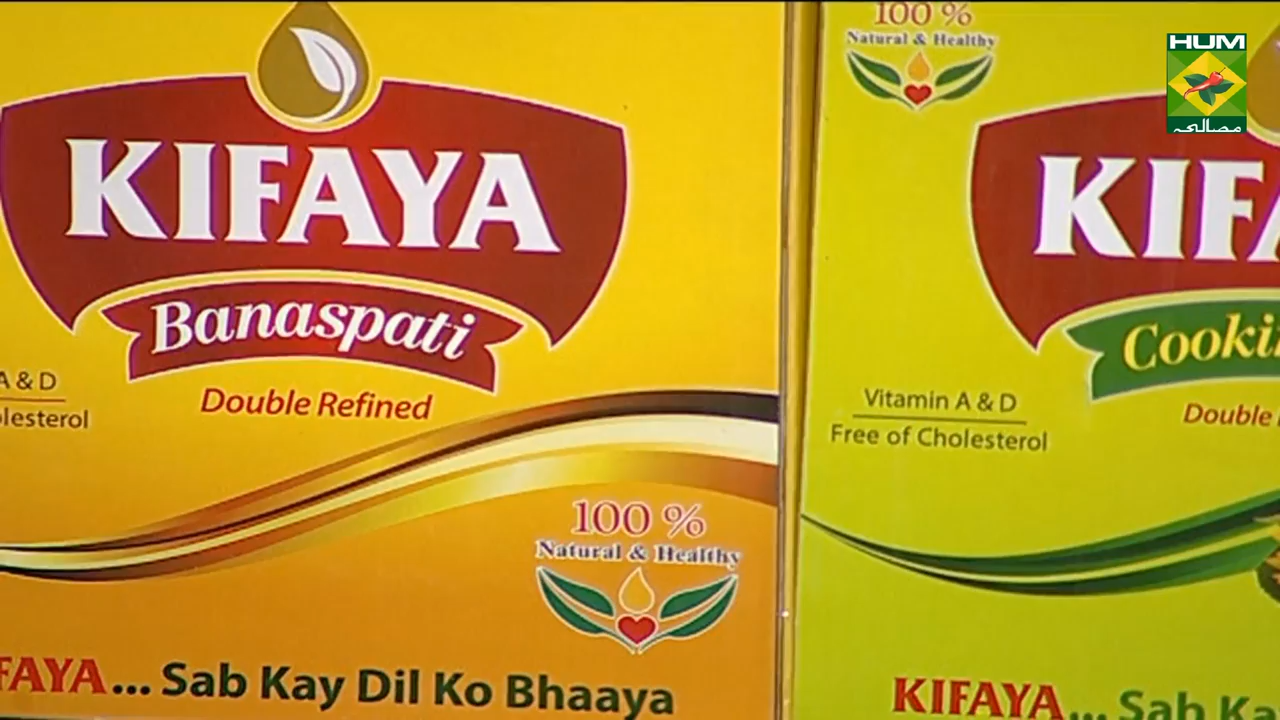 KIFAYA
Banaspati
Double Refined
A & D
lesterol
100 %
Natural & Healthy
FAYA... Sab Kay Dil Ko Bhaaya
100 %
Natural & Healthy
KIFA
Cooki
Vitamin A & D
Free of Cholesterol
Double
KIFAYA... Sab Ka
HUM
مصالحہ